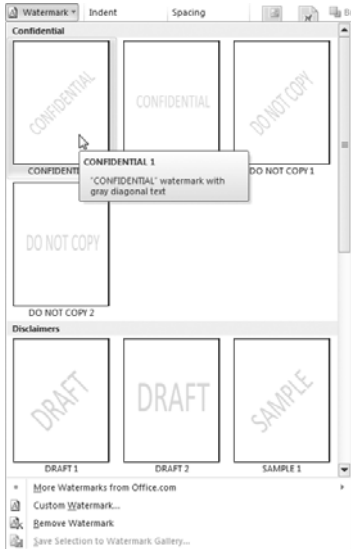 Watermark Indent Spacing
Confidential
CONFIDENTIAL CONFIDENTIAL DO NOT COPY
DO NOT COPY 1
CONFIDENTIAL 1
"CONFIDENTIAL" watermark with
gray diagonal text
DO NOT COPY
DO NOT COPY 2
Disclaimers
DRAFT DRAFT SAMPLE
DRAFT 1 DRAFT 2 SAMPLE 1
More Watermarks from Office.com
Custom Watermark...
Remove Watermark
Save Selection to Watermark Gallery...